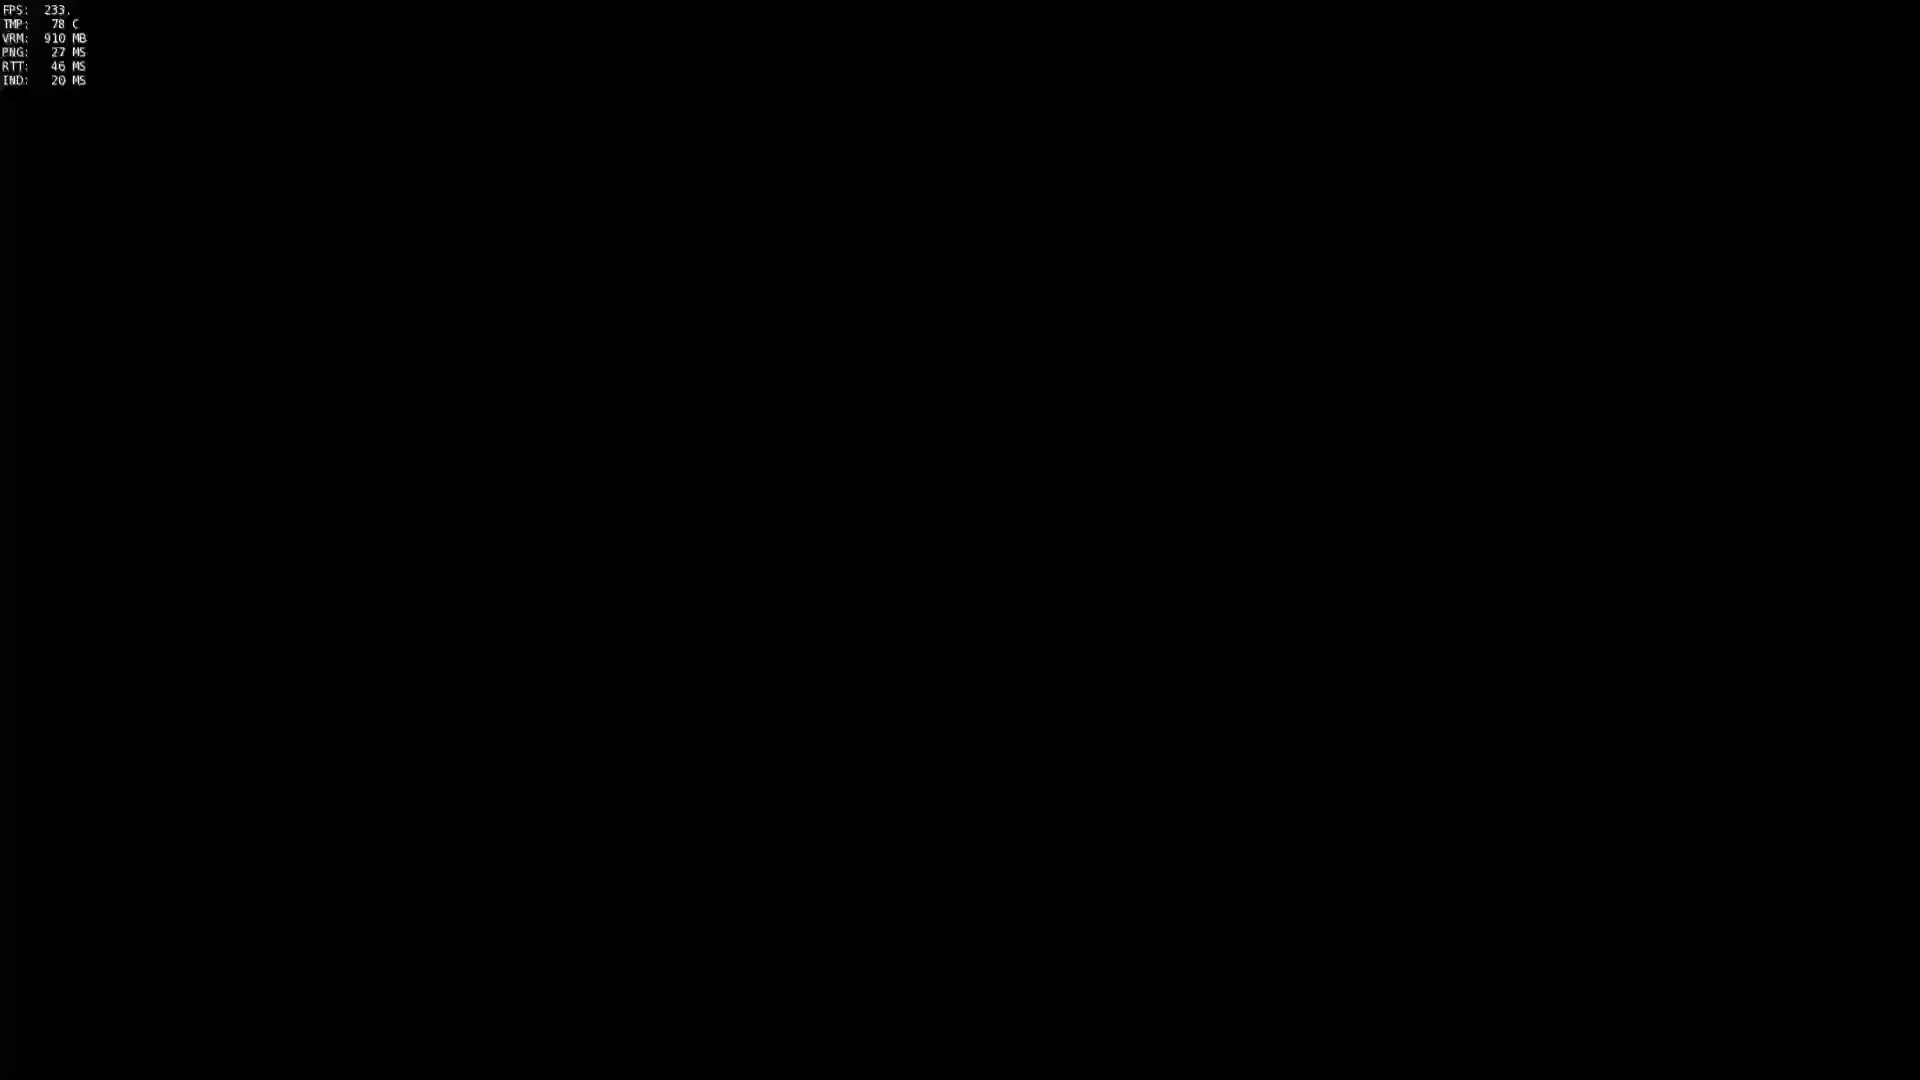 FPS: 233.
TMP: 78 C
VRM: 910 MB
PNG: 27 MS
RTT: 46 MS
IND: 20 MS